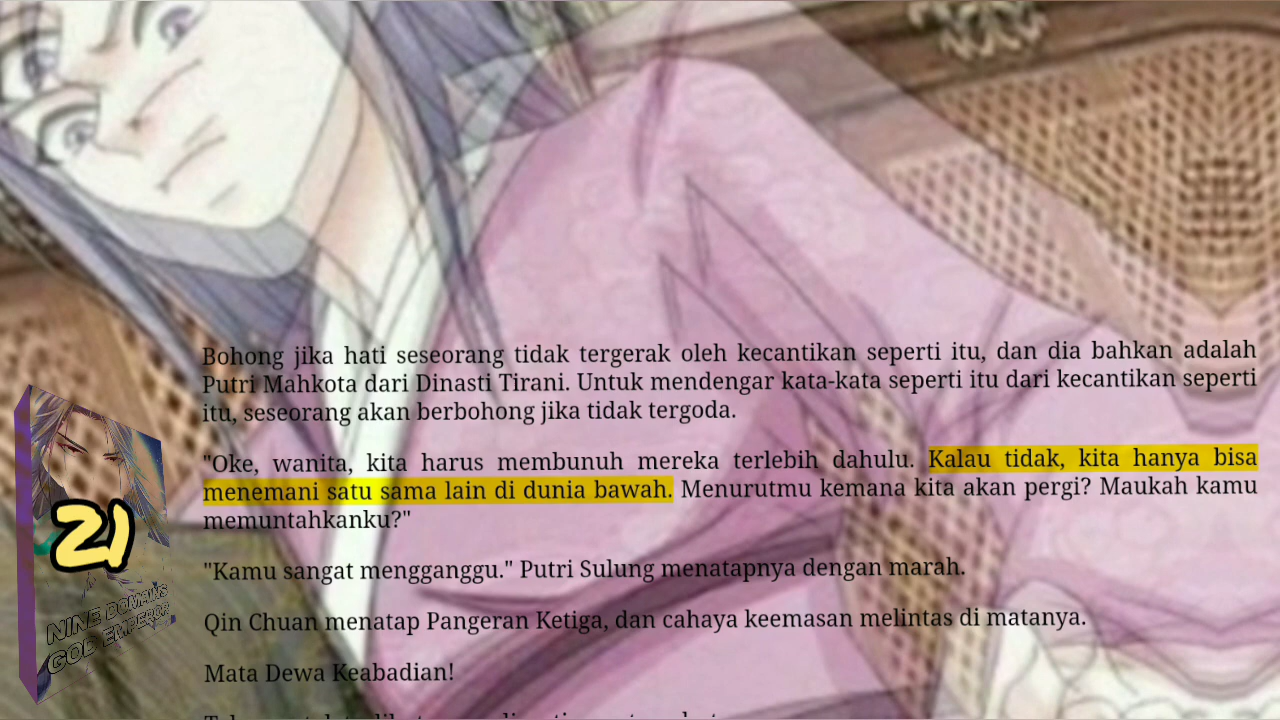 Bohong jika hati seseorang tidak tergerak oleh kecantikan seperti itu, dan dia bahkan adalah
Putri Mahkota dari Dinasti Tirani. Untuk mendengar kata-kata seperti itu dari kecantikan seperti
itu, seseorang akan berbohong jika tidak tergoda.
"Oke, wanita, kita harus membunuh mereka terlebih dahulu. Kalau tidak, kita hanya bisa
menemani satu sama lain di dunia bawah. Menurutmu kemana kita akan pergi? Maukah kamu
memuntahkanku?"
"Kamu sangat mengganggu." Putri Sulung menatapnya dengan marah.
Qin Chuan menatap Pangeran Ketiga, dan cahaya keemasan melintas di matanya.
Mata Dewa Keabadian!
21
NINE DOMAINS
GOD EMPEROR